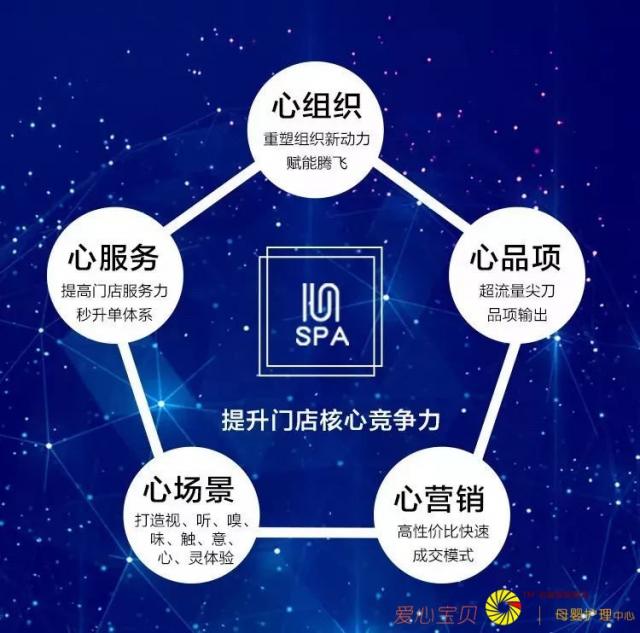 心组织
重塑组织新动力
赋能腾飞
心服务
提高门店服务力
秒升单体系
心品项
超流量尖刀
品项输出
SPA
提升门店核心竞争力
心场景
打造视、听、嗅、
味、触、意、
心、灵体验
心营销
高性价比快速
成交模式
爱心宝贝
母婴护理中心